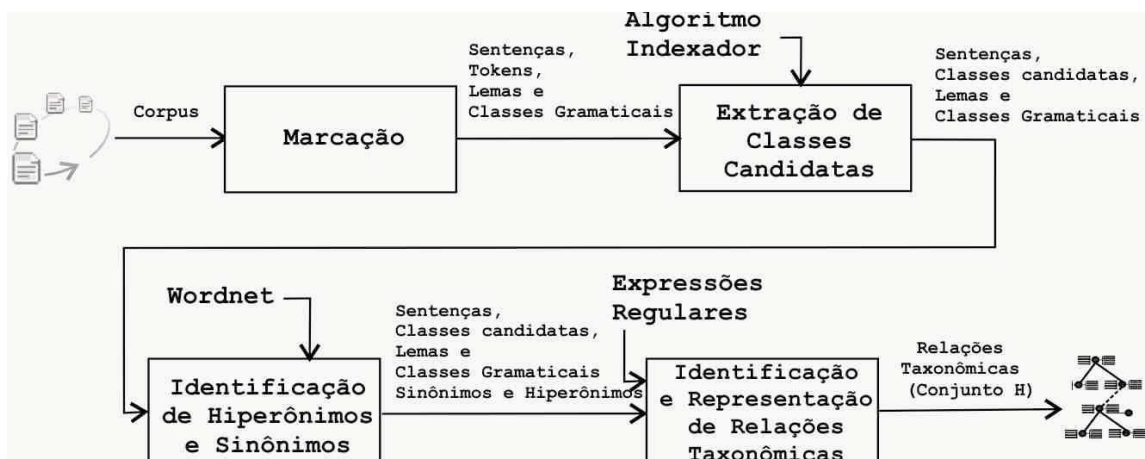 Algoritmo
Indexador
Sentenças,
Tokens,
Lemas e
Classes Gramaticais
Sentenças,
Classes candidatas,
Lemas e
Classes Gramaticais
Corpus
Marcação
Extração de
Classes
Candidatas
Wordnet
Sentenças,
Classes candidatas,
Lemas e
Classes Gramaticais
Sinônimos e Hiperônimos
Expressões
Regulares
Relações
Taxonômicas
(Conjunto H)
Identificação
de Hiperônimos
e Sinônimos
Identificação
e Representação
de Relações
Taxonômicas